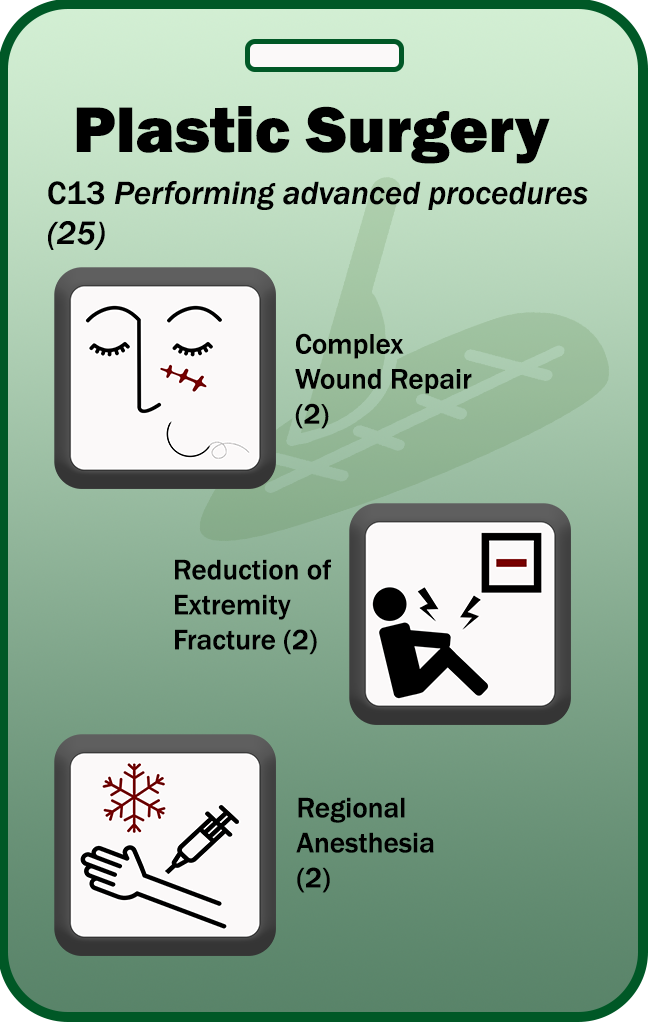 Plastic Surgery
C13 Performing advanced procedures
(25)
Complex
Wound Repair
(2)
Reduction of
Extremity
Fracture (2)
Regional
Anesthesia
(2)